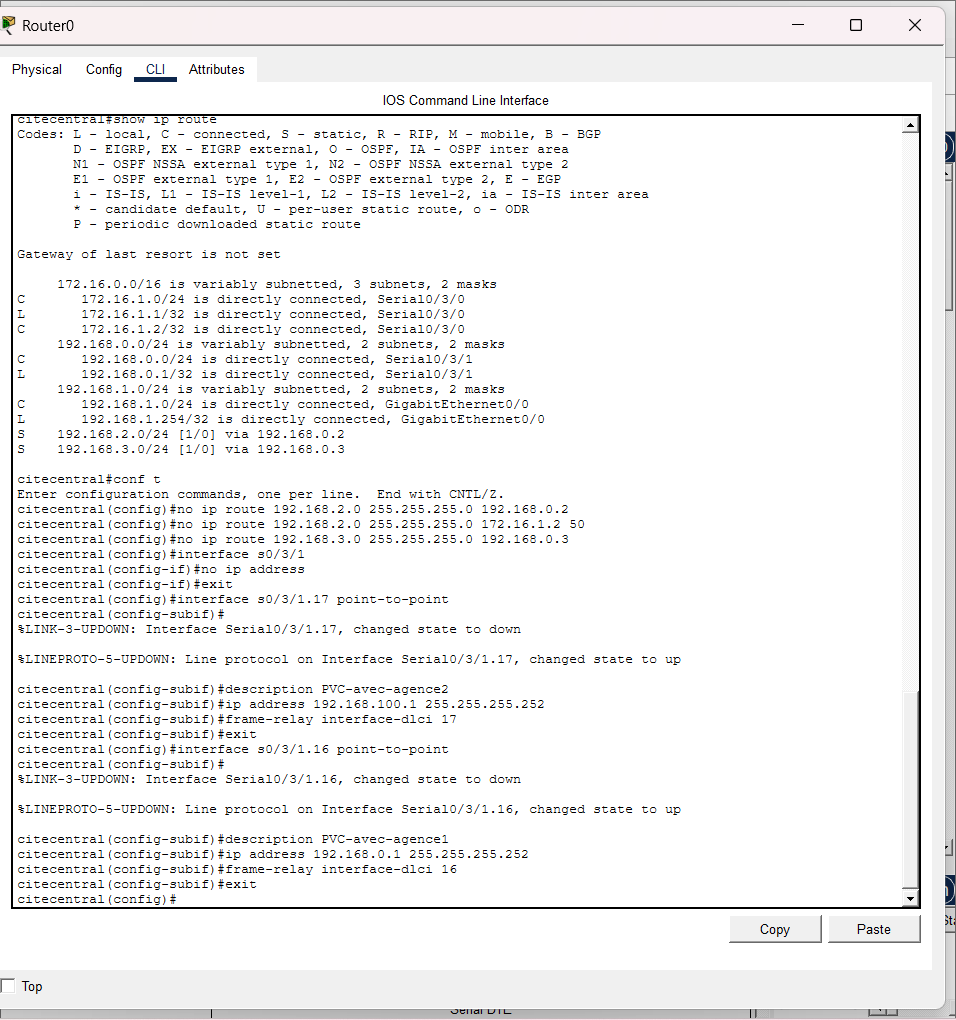 Router0
Physical Config CLI Attributes
IOS Command Line Interface
citecentral#show ip route
Codes: L - local, C - connected, S - static, R - RIP, M - mobile, B - BGP
D - EIGRP, EX - EIGRP external, O - OSPF, IA - OSPF inter area
N1 - OSPF NSSA external type 1, N2 - OSPF NSSA external type 2
E1 - OSPF external type 1, E2 - OSPF external type 2, E - EGP
i - IS-IS, L1 - IS-IS level-1, L2 - IS-IS level-2, ia - IS-IS inter area
* - candidate default, U - per-user static route, o - ODR
P - periodic downloaded static route
Gateway of last resort is not set
172.16.0.0/16 is variably subnetted, 3 subnets, 2 masks
C 172.16.1.0/24 is directly connected, Serial0/3/0
L 172.16.1.1/32 is directly connected, Serial0/3/0
C 172.16.1.2/32 is directly connected, Serial0/3/0
192.168.0.0/24 is variably subnetted, 2 subnets, 2 masks
C 192.168.0.0/24 is directly connected, Serial0/3/1
L 192.168.0.1/32 is directly connected, Serial0/3/1
192.168.1.0/24 is variably subnetted, 2 subnets, 2 masks
C 192.168.1.0/24 is directly connected, GigabitEthernet0/0
L 192.168.1.254/32 is directly connected, GigabitEthernet0/0
S 192.168.2.0/24 [1/0] via 192.168.0.2
S 192.168.3.0/24 [1/0] via 192.168.0.3
citecentral#conf t
Enter configuration commands, one per line. End with CNTL/Z.
citecentral(config)#no ip route 192.168.2.0 255.255.255.0 192.168.0.2
citecentral(config)#no ip route 192.168.2.0 255.255.255.0 172.16.1.2 50
citecentral(config)#no ip route 192.168.3.0 255.255.255.0 192.168.0.3
citecentral(config)#interface s0/3/1
citecentral(config-if)#no ip address
citecentral(config-if)#exit
citecentral(config)#interface s0/3/1.17 point-to-point
citecentral(config-subif)#
%LINK-3-UPDOWN: Interface Serial0/3/1.17, changed state to down
%LINEPROTO-5-UPDOWN: Line protocol on Interface Serial0/3/1.17, changed state to up
citecentral(config-subif)#description PVC-avec-agence2
citecentral(config-subif)#ip address 192.168.100.1 255.255.255.252
citecentral(config-subif)#frame-relay interface-dlci 17
citecentral(config-subif)#exit
citecentral(config)#interface s0/3/1.16 point-to-point
citecentral(config-subif)#
%LINK-3-UPDOWN: Interface Serial0/3/1.16, changed state to down
%LINEPROTO-5-UPDOWN: Line protocol on Interface Serial0/3/1.16, changed state to up
citecentral(config-subif)#description PVC-avec-agence1
citecentral(config-subif)#ip address 192.168.0.1 255.255.255.252
citecentral(config-subif)#frame-relay interface-dlci 16
citecentral(config-subif)#exit
citecentral(config)#
Copy Paste
Top
Serial DTE